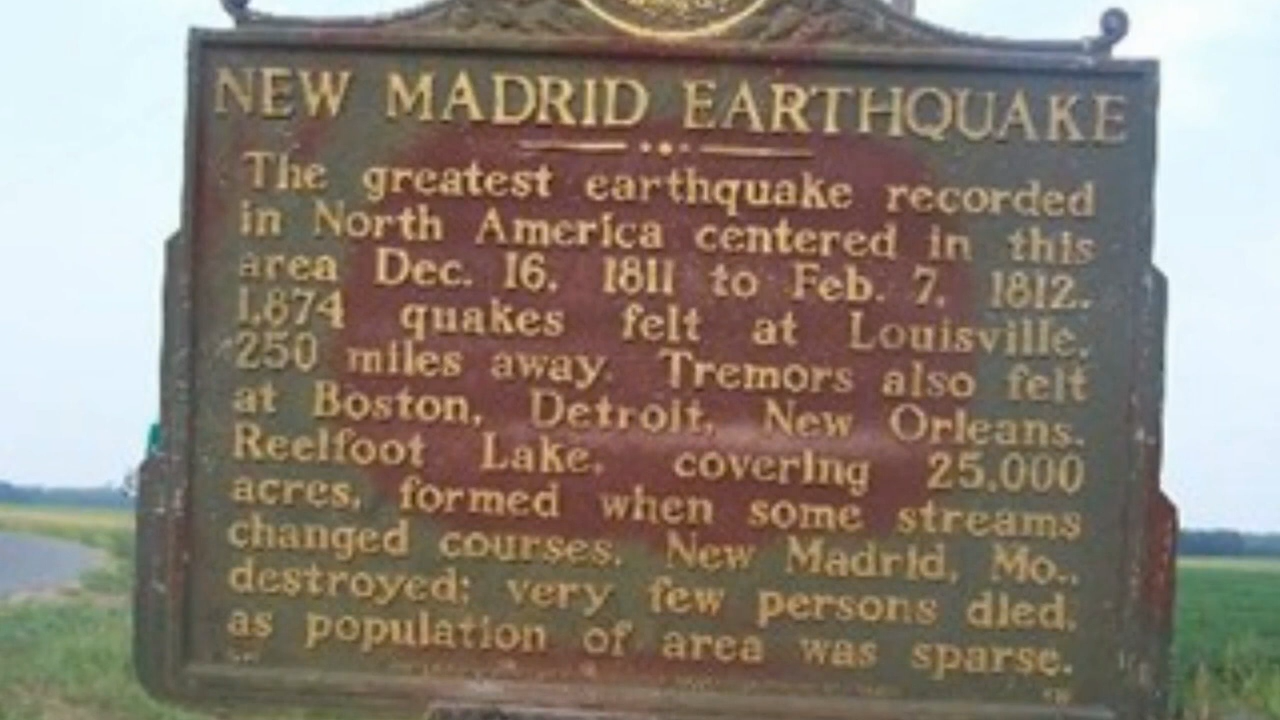 NEW MADRID EARTHQUAKE
The greatest earthquake recorded
in North America centered in this
area Dec. 16, 1811 to Feb. 7, 1812.
1,874 quakes felt at Louisville,
250 miles away. Tremors also felt
at Boston, Detroit, New Orleans.
Reelfoot Lake, covering 25,000
acres, formed when some streams
changed courses. New Madrid, Mo.,
destroyed; very few persons died,
as population of area was sparse.